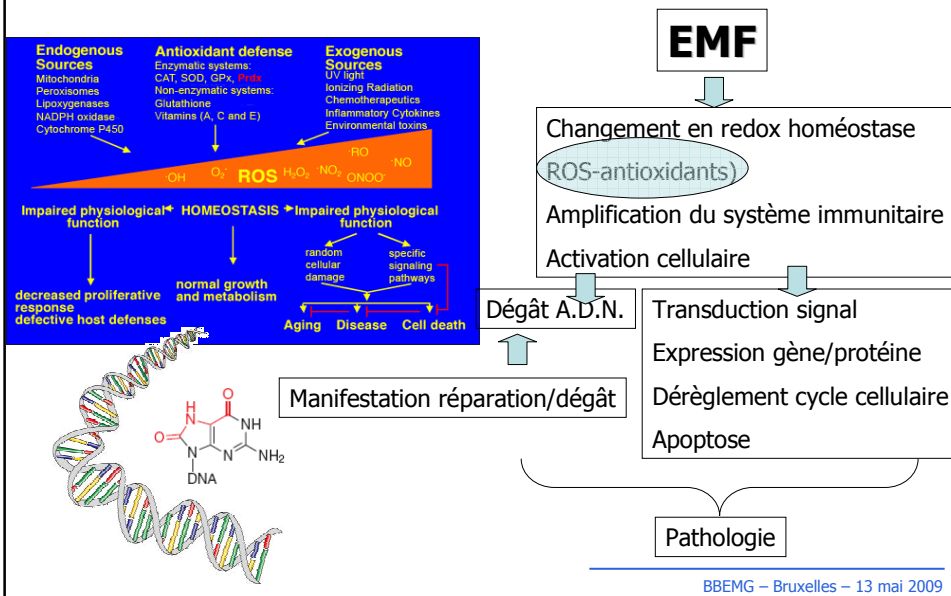 Endogenous
Sources
Mitochondria
Peroxisomes
Lipoxygenases
NADPH oxidase
Cytochrome P450
Antioxidant defense
Enzymatic systems:
CAT, SOD, GPx, Prdx
Non-enzymatic systems:
Glutathione
Vitamins (A, C and E)
Exogenous
Sources
UV light
Ionizing Radiation
Chemotherapeutics
Inflammatory Cytokines
Environmental toxins
·OH O₂⁻ ROS H₂O₂ ·NO₂ ·RO ONOO⁻ ·NO
Impaired physiological
function
HOMEOSTASIS
Impaired physiological
function
random
cellular
damage
specific
signaling
pathways
decreased proliferative
response
defective host defenses
normal growth
and metabolism
Aging Disease Cell death
EMF
Changement en redox homéostase
ROS-antioxidants)
Amplification du système immunitaire
Activation cellulaire
Dégât A.D.N.
Transduction signal
Expression gène/protéine
Dérèglement cycle cellulaire
Apoptose
Manifestation réparation/dégât
H
N
O
O
NH
N
N
NH₂
DNA
Pathologie
BBEMG – Bruxelles – 13 mai 2009